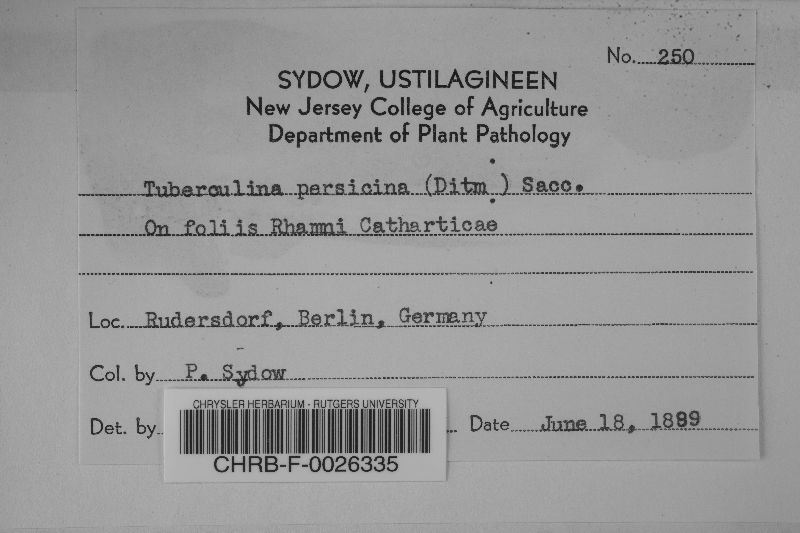 No. 250
SYDOW, USTILAGINEEN
New Jersey College of Agriculture
Department of Plant Pathology
Tuberculina persicina (Ditm.) Sacc.
On foliis Rhamni Catharticae
Loc. Rudersdorf, Berlin, Germany
Col. by P. Sydow
Det. by Date June 18, 1899
CHRYSLER HERBARIUM - RUTGERS UNIVERSITY
CHRB-F-0026335